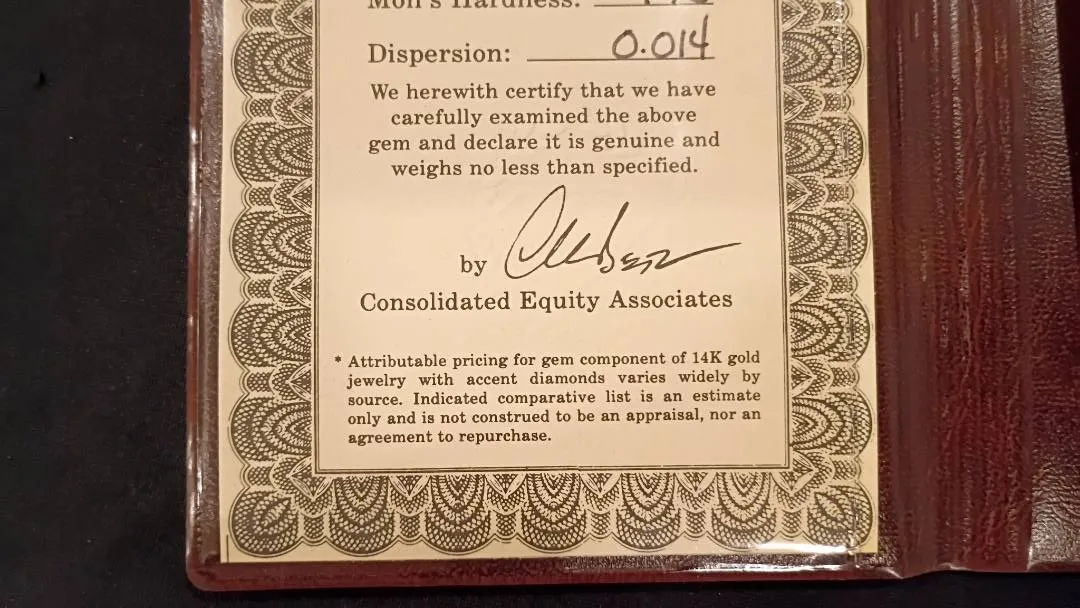 Hardness:
Dispersion: 0.014
We herewith certify that we have
carefully examined the above
gem and declare it is genuine and
weighs no less than specified.
by
Consolidated Equity Associates
* Attributable pricing for gem component of 14K gold
jewelry with accent diamonds varies widely by
source. Indicated comparative list is an estimate
only and is not construed to be an appraisal, nor an
agreement to repurchase.